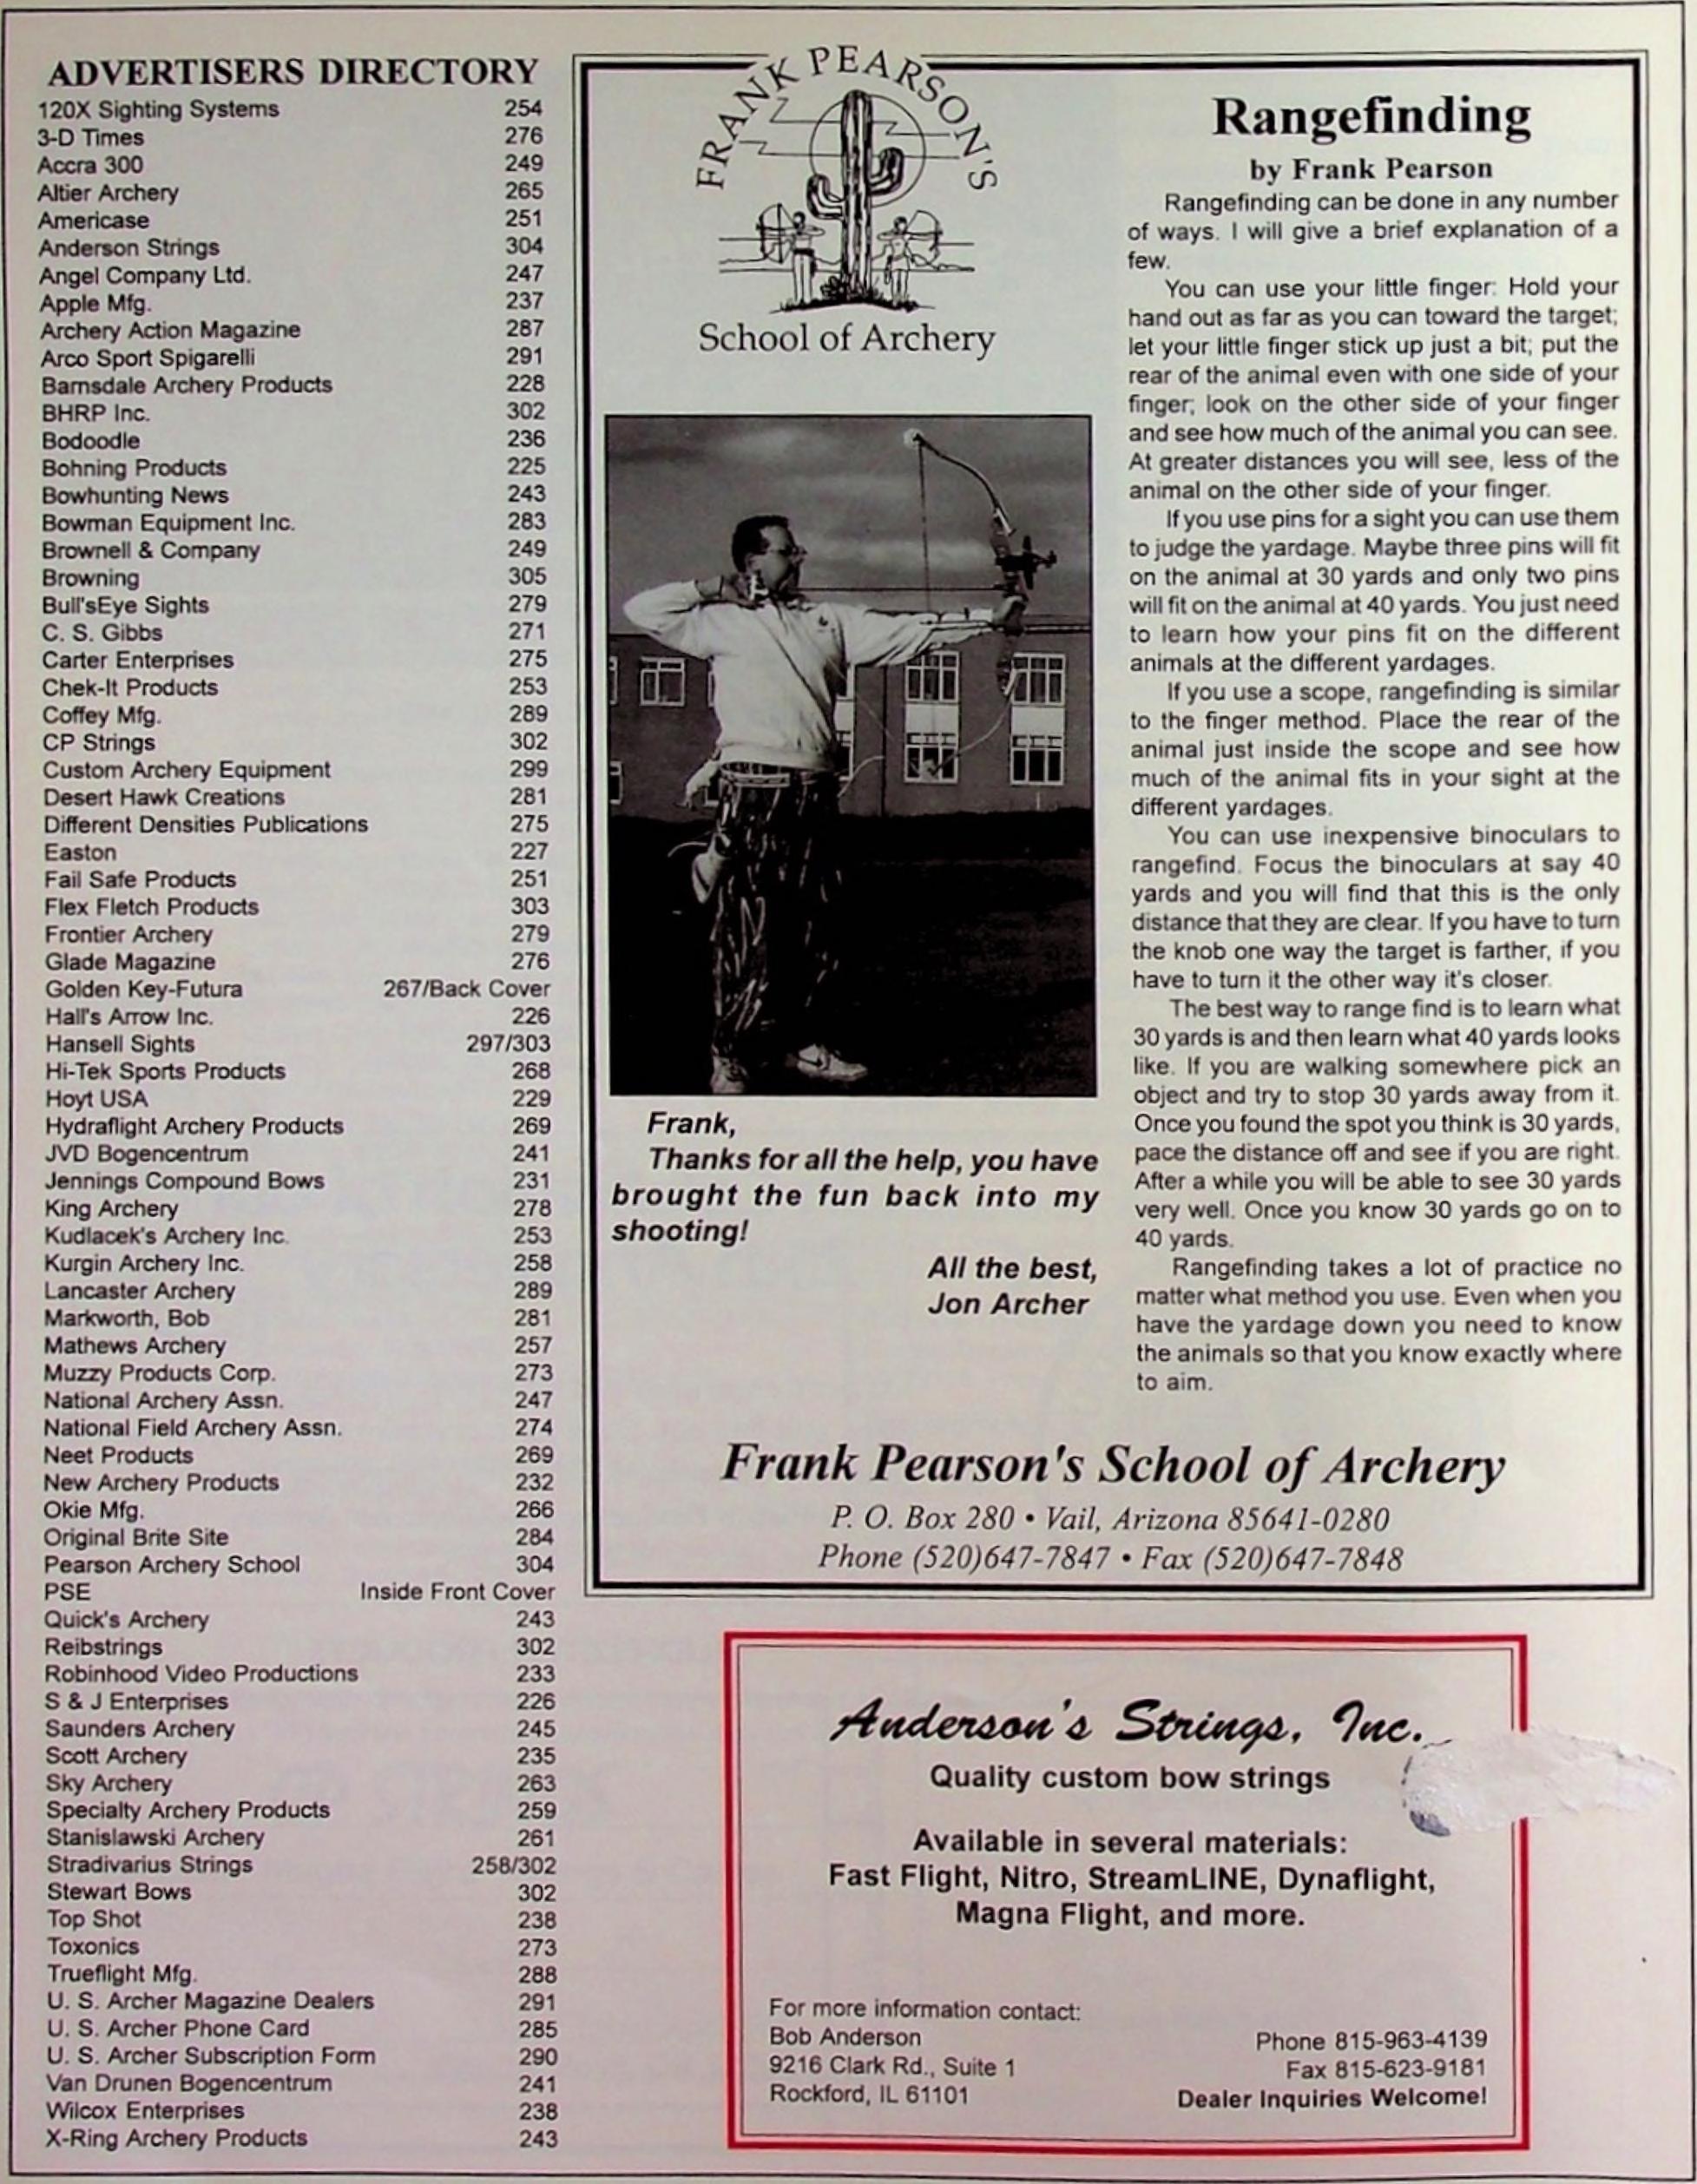 ADVERTISERS DIRECTORY
120X Sighting Systems 254
3-D Times 276
Accra 300 249
Altier Archery 265
Americase 251
Anderson Strings 304
Angel Company Ltd. 247
Apple Mfg. 237
Archery Action Magazine 287
Arco Sport Spigarelli 291
Barnsdale Archery Products 228
BHRP Inc. 302
Bodoodle 236
Bohning Products 225
Bowhunting News 243
Bowman Equipment Inc. 283
Brownell & Company 249
Browning 305
Bull'sEye Sights 279
C. S. Gibbs 271
Carter Enterprises 275
Chek-It Products 253
Coffey Mfg. 289
CP Strings 302
Custom Archery Equipment 299
Desert Hawk Creations 281
Different Densities Publications 275
Easton 227
Fail Safe Products 251
Flex Fletch Products 303
Frontier Archery 279
Glade Magazine 276
Golden Key-Futura 267/Back Cover
Hall's Arrow Inc. 226
Hansell Sights 297/303
Hi-Tek Sports Products 268
Hoyt USA 229
Hydraflight Archery Products 269
JVD Bogencentrum 241
Jennings Compound Bows 231
King Archery 278
Kudlacek's Archery Inc. 253
Kurgin Archery Inc. 258
Lancaster Archery 289
Markworth, Bob 281
Mathews Archery 257
Muzzy Products Corp. 273
National Archery Assn. 247
National Field Archery Assn. 274
Neet Products 269
New Archery Products 232
Okie Mfg. 266
Original Brite Site 284
Pearson Archery School 304
PSE Inside Front Cover
Quick's Archery 243
Reibstrings 302
Robinhood Video Productions 233
S & J Enterprises 226
Saunders Archery 245
Scott Archery 235
Sky Archery 263
Specialty Archery Products 259
Stanislawski Archery 261
Stradivarius Strings 258/302
Stewart Bows 302
Top Shot 238
Toxonics 273
Trueflight Mfg. 288
U. S. Archer Magazine Dealers 291
U. S. Archer Phone Card 285
U. S. Archer Subscription Form 290
Van Drunen Bogencentrum 241
Wilcox Enterprises 238
X-Ring Archery Products 243
FRANK PEARSON'S
School of Archery
Frank,
Thanks for all the help, you have
brought the fun back into my
shooting!
All the best,
Jon Archer
Rangefinding
by Frank Pearson
Rangefinding can be done in any number
of ways. I will give a brief explanation of a
few.
You can use your little finger: Hold your
hand out as far as you can toward the target;
let your little finger stick up just a bit; put the
rear of the animal even with one side of your
finger; look on the other side of your finger
and see how much of the animal you can see.
At greater distances you will see, less of the
animal on the other side of your finger.
If you use pins for a sight you can use them
to judge the yardage. Maybe three pins will fit
on the animal at 30 yards and only two pins
will fit on the animal at 40 yards. You just need
to learn how your pins fit on the different
animals at the different yardages.
If you use a scope, rangefinding is similar
to the finger method. Place the rear of the
animal just inside the scope and see how
much of the animal fits in your sight at the
different yardages.
You can use inexpensive binoculars to
rangefind. Focus the binoculars at say 40
yards and you will find that this is the only
distance that they are clear. If you have to turn
the knob one way the target is farther, if you
have to turn it the other way it's closer.
The best way to range find is to learn what
30 yards is and then learn what 40 yards looks
like. If you are walking somewhere pick an
object and try to stop 30 yards away from it.
Once you found the spot you think is 30 yards,
pace the distance off and see if you are right.
After a while you will be able to see 30 yards
very well. Once you know 30 yards go on to
40 yards.
Rangefinding takes a lot of practice no
matter what method you use. Even when you
have the yardage down you need to know
the animals so that you know exactly where
to aim.
Frank Pearson's School of Archery
P. O. Box 280 • Vail, Arizona 85641-0280
Phone (520)647-7847 • Fax (520)647-7848
Anderson's Strings, Inc.
Quality custom bow strings
Available in several materials:
Fast Flight, Nitro, StreamLINE, Dynaflight,
Magna Flight, and more.
For more information contact:
Bob Anderson
9216 Clark Rd., Suite 1
Rockford, IL 61101
Phone 815-963-4139
Fax 815-623-9181
Dealer Inquiries Welcome!